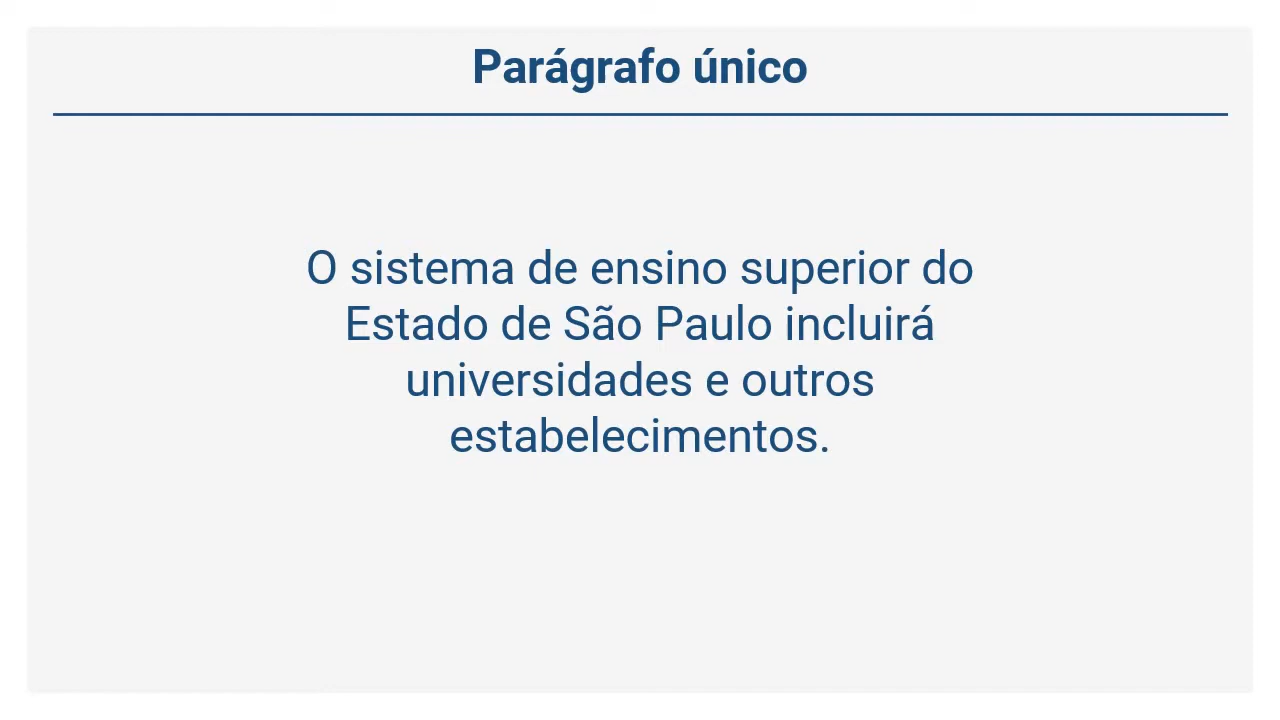 Parágrafo único
O sistema de ensino superior do
Estado de São Paulo incluirá
universidades e outros
estabelecimentos.